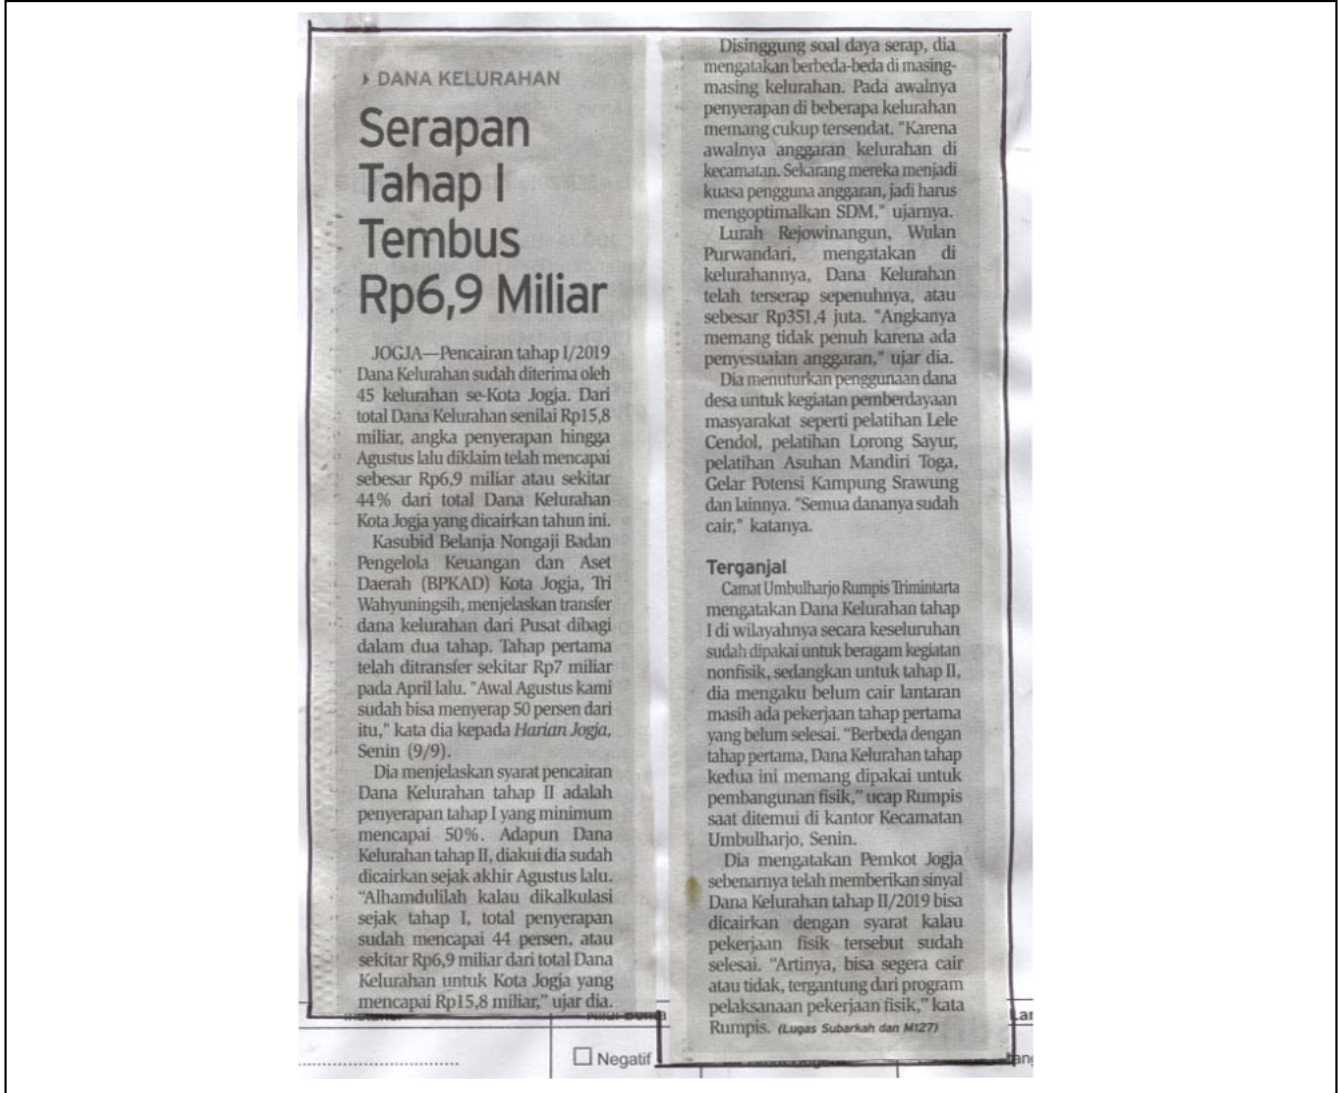 DANA KELURAHAN
Serapan
Tahap I
Tembus
Rp6,9 Miliar
JOGJA—Pencairan tahap I/2019
Dana Kelurahan sudah diterima oleh
45 kelurahan se-Kota Jogja. Dari
total Dana Kelurahan senilai Rp15,8
miliar, angka penyerapan hingga
Agustus lalu diklaim telah mencapai
sebesar Rp6,9 miliar atau sekitar
44% dari total Dana Kelurahan
Kota Jogja yang dicairkan tahun ini.
Kasubid Belanja Nongaji Badan
Pengelola Keuangan dan Aset
Daerah (BPKAD) Kota Jogja, Tri
Wahyuningsih, menjelaskan transfer
dana kelurahan dari Pusat dibagi
dalam dua tahap. Tahap pertama
telah ditransfer sekitar Rp7 miliar
pada April lalu. "Awal Agustus kami
sudah bisa menyerap 50 persen dari
itu," kata dia kepada Harian Jogja,
Senin (9/9).
Dia menjelaskan syarat pencairan
Dana Kelurahan tahap II adalah
penyerapan tahap I yang minimum
mencapai 50%. Adapun Dana
Kelurahan tahap II, diakui dia sudah
dicairkan sejak akhir Agustus lalu.
"Alhamdulilah kalau dikalkulasi
sejak tahap I, total penyerapan
sudah mencapai 44 persen, atau
sekitar Rp6,9 miliar dari total Dana
Kelurahan untuk Kota Jogja yang
mencapai Rp15,8 miliar," ujar dia.
Disinggung soal daya serap, dia
mengatakan berbeda-beda di masing-
masing kelurahan. Pada awalnya
penyerapan di beberapa kelurahan
memang cukup tersendat. "Karena
awalnya anggaran kelurahan di
kecamatan. Sekarang mereka menjadi
kuasa pengguna anggaran, jadi harus
mengoptimalkan SDM," ujarnya.
Lurah Rejowinangun, Wulan
Purwandari, mengatakan di
kelurahannya, Dana Kelurahan
telah terserap sepenuhnya, atau
sebesar Rp351,4 juta. "Angkanya
memang tidak penuh karena ada
penyesuaian anggaran," ujar dia.
Dia menuturkan penggunaan dana
desa untuk kegiatan pemberdayaan
masyarakat seperti pelatihan Lele
Cendol, pelatihan Lorong Sayur,
pelatihan Asuhan Mandiri Toga,
Gelar Potensi Kampung Srawung
dan lainnya. "Semua dananya sudah
cair," katanya.
Terganjal
Camat Umbulharjo Rumpis Trimintarta
mengatakan Dana Kelurahan tahap
I di wilayahnya secara keseluruhan
sudah dipakai untuk beragam kegiatan
nonfisik, sedangkan untuk tahap II,
dia mengaku belum cair lantaran
masih ada pekerjaan tahap pertama
yang belum selesai. "Berbeda dengan
tahap pertama, Dana Kelurahan tahap
kedua ini memang dipakai untuk
pembangunan fisik," ucap Rumpis
saat ditemui di kantor Kecamatan
Umbulharjo, Senin.
Dia mengatakan Pemkot Jogja
sebenarnya telah memberikan sinyal
Dana Kelurahan tahap II/2019 bisa
dicairkan dengan syarat kalau
pekerjaan fisik tersebut sudah
selesai. "Artinya, bisa segera cair
atau tidak, tergantung dari program
pelaksanaan pekerjaan fisik," kata
Rumpis. (Lugas Subarkah dan M127)
Negatif